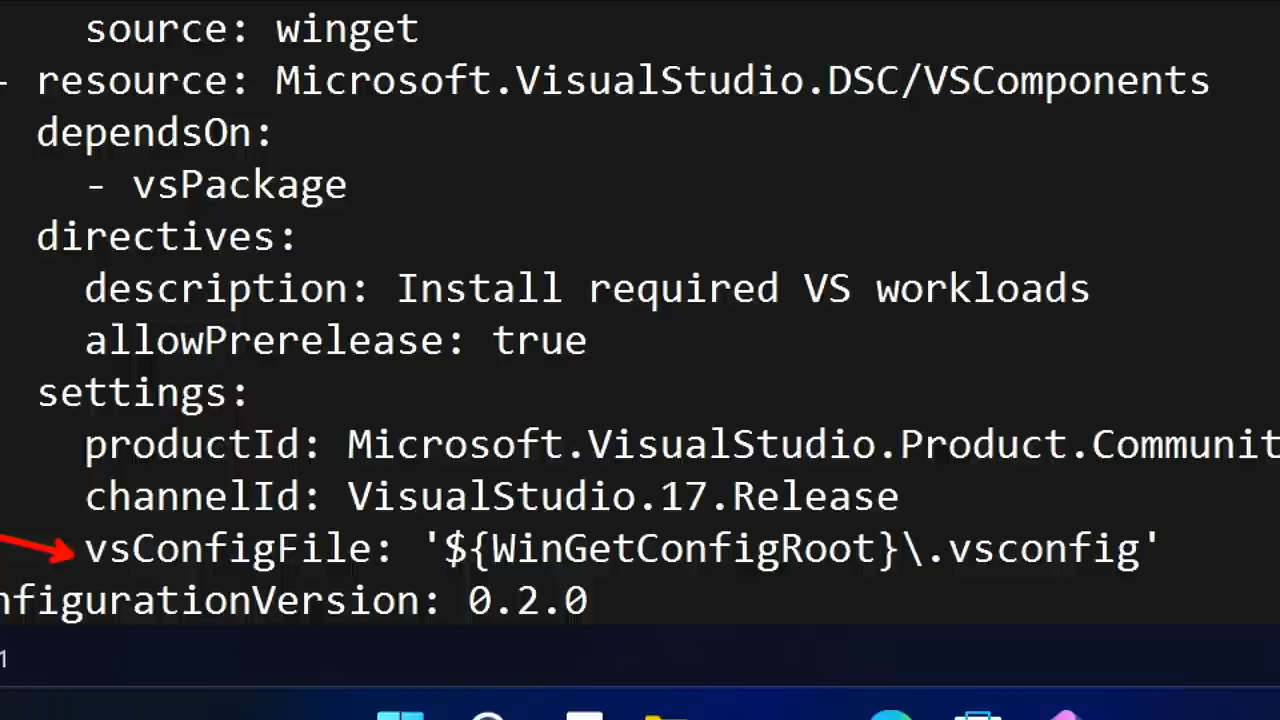 source: winget
- resource: Microsoft.VisualStudio.DSC/VSComponents
dependsOn:
- vsPackage
directives:
description: Install required VS workloads
allowPrerelease: true
settings:
productId: Microsoft.VisualStudio.Product.Communit
channelId: VisualStudio.17.Release
vsConfigFile: '${WinGetConfigRoot}\.vsconfig'
nfigurationVersion: 0.2.0
1